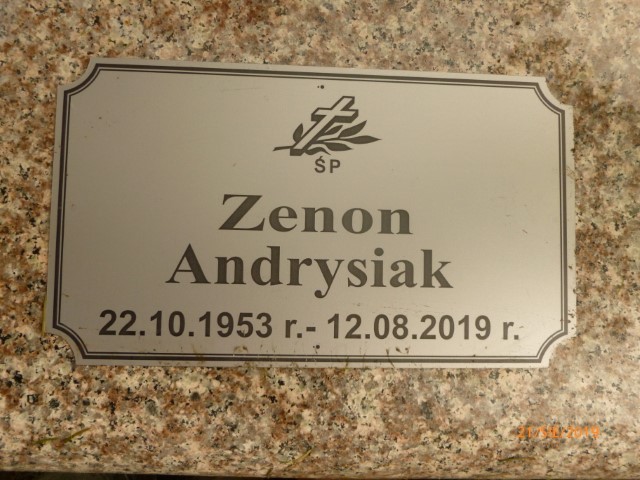 ŚP
Zenon
Andrysiak
22.10.1953 r.- 12.08.2019 r.